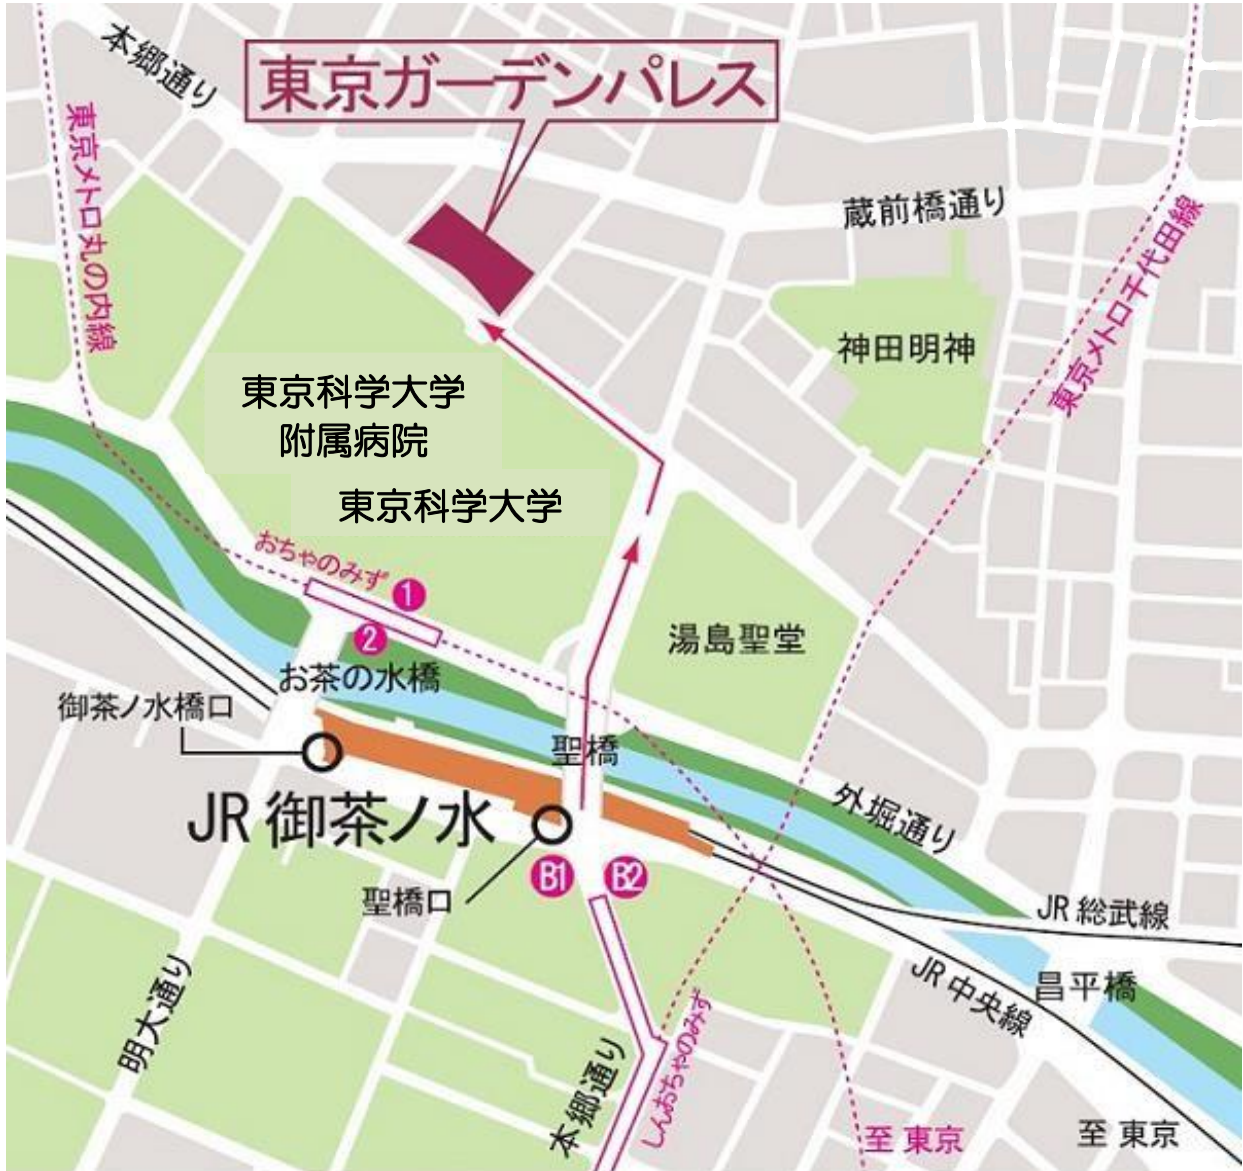 本郷通り
東京ガーデンパレス
東京メトロ丸の内線
蔵前橋通り
東京メトロ千代田線
神田明神
東京科学大学
附属病院
東京科学大学
おちゃのみず
1
2
湯島聖堂
お茶の水橋
御茶ノ水橋口
聖橋
JR 御茶ノ水
外堀通り
B1
B2
聖橋口
JR 総武線
JR 中央線
昌平橋
明大通り
しんおちゃのみず
本郷通り
至 東京
至 東京